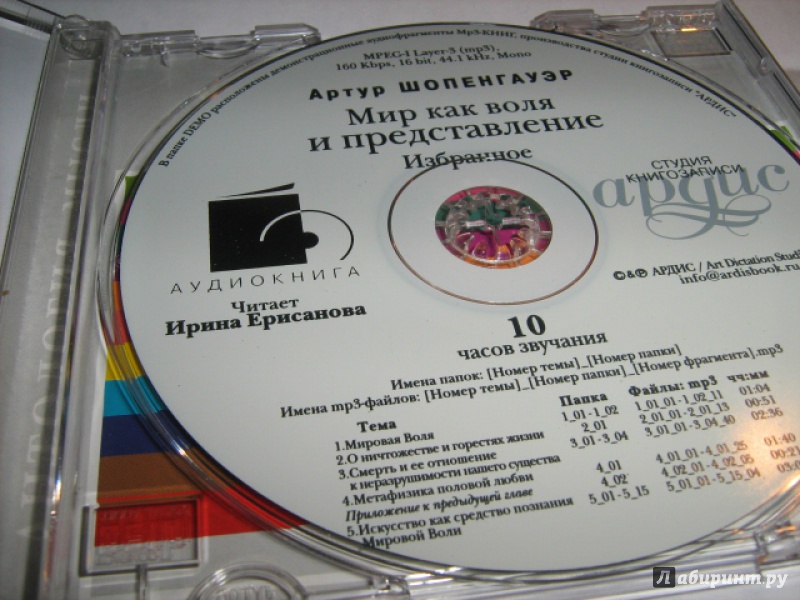 В папке DEMO расположены демонстрационные аудиофрагменты Mp3-КНИГ, производства студии книгозаписи "АРДИС"
MPEG-1 Layer-3 (mp3),
160 Kbps, 16 bit, 44.1 kHz, Mono
Артур ШОПЕНГАУЭР
Мир как воля
и представление
Избранное
СТУДИЯ
КНИГОЗАПИСИ
ардис
АУДИОКНИГА
Читает
Ирина Ерисанова
©&℗ АРДИС / Art Dictation Studi
info@ardisbook.ru
10
часов звучания
Имена папок: [Номер темы]_[Номер папки]
Имена mp3-файлов: [Номер темы]_[Номер папки]_[Номер фрагмента].mp3
Тема Папка Файлы: mp3 чч:мм
1.Мировая Воля 1_01-1_02 1_01_01-1_02_11 01:04
2.О ничтожестве и горестях жизни 2_01 2_01_01-2_01_13 00:51
3.Смерть и ее отношение 3_01-3_04 3_01_01-3_04_40 02:36
к неразрушимости нашего существа
4.Метафизика половой любви 4_01 4_01_01-4_01_25 01:40
Приложение к предыдущей главе 4_02 4_02_01-4_02_05 00:21
5.Искусство как средство познания 5_01-5_15 5_01_01-5_15_04
Мировой Воли
АНТОЛОГИЯ МЫСЛИ
Лабиринт.ру